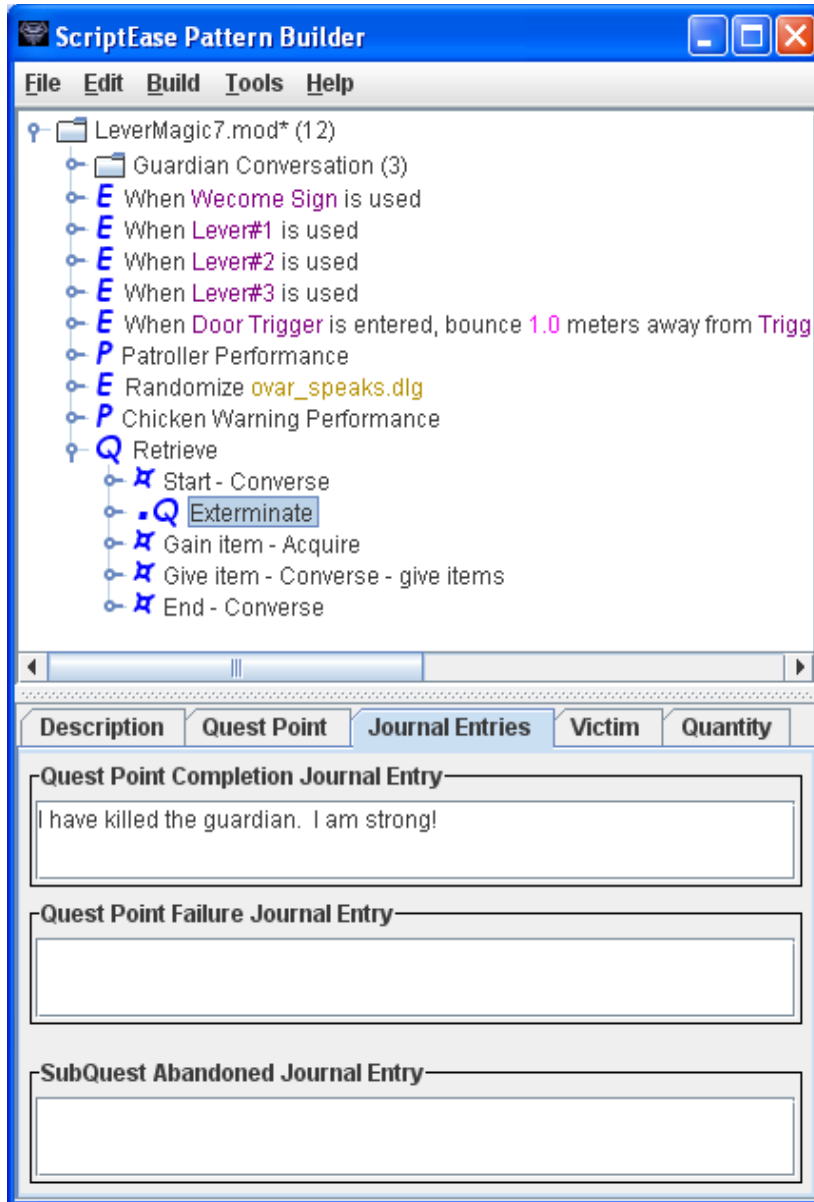 ScriptEase Pattern Builder
File Edit Build Tools Help
LeverMagic7.mod* (12)
Guardian Conversation (3)
E When Wecome Sign is used
E When Lever#1 is used
E When Lever#2 is used
E When Lever#3 is used
E When Door Trigger is entered, bounce 1.0 meters away from Trigg
P Patroller Performance
E Randomize ovar_speaks.dlg
P Chicken Warning Performance
Q Retrieve
Start - Converse
Q Exterminate
Gain item - Acquire
Give item - Converse - give items
End - Converse
Description Quest Point Journal Entries Victim Quantity
Quest Point Completion Journal Entry
I have killed the guardian.  I am strong!
Quest Point Failure Journal Entry
SubQuest Abandoned Journal Entry